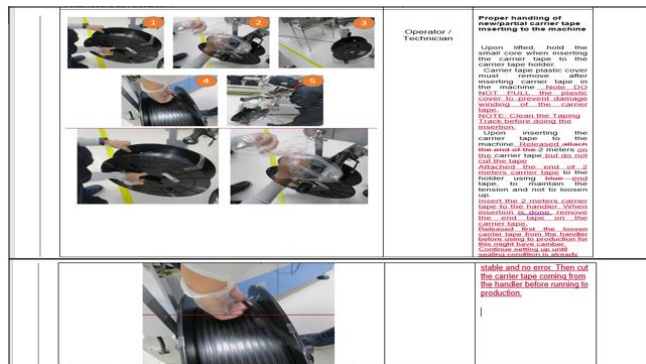 1
2
3
4
5
Operator /
Technician
Proper handling of
new/partial carrier tape
inserting to the machine
Upon lifted, hold the
small core when inserting
the carrier tape to the
carrier tape holder.
Carrier tape plastic cover
must remove after
inserting carrier tape in
the machine. Note DO
NOT PULL the plastic
cover to prevent damage
winding of the carrier
tape.
NOTE: Clean the Taping
Track before doing the
insertion.
Upon inserting the
carrier tape to the
machine. Released attach
the end of the 2 meters on
the carrier tape but do not
cut the tape
Attached the end of 2
meters carrier tape to the
holder using blue end
tape, to maintain the
tension and not to loosen
up.
Insert the 2 meters carrier
tape to the handler. When
insertion is done, remove
the end tape on the
carrier tape.
Released first the loosen
carrier tape from the handler
before using to production for
this might have camber.
Continue setting up until
sealing condition is already
stable and no error. Then cut
the carrier tape coming from
the handler before running to
production.